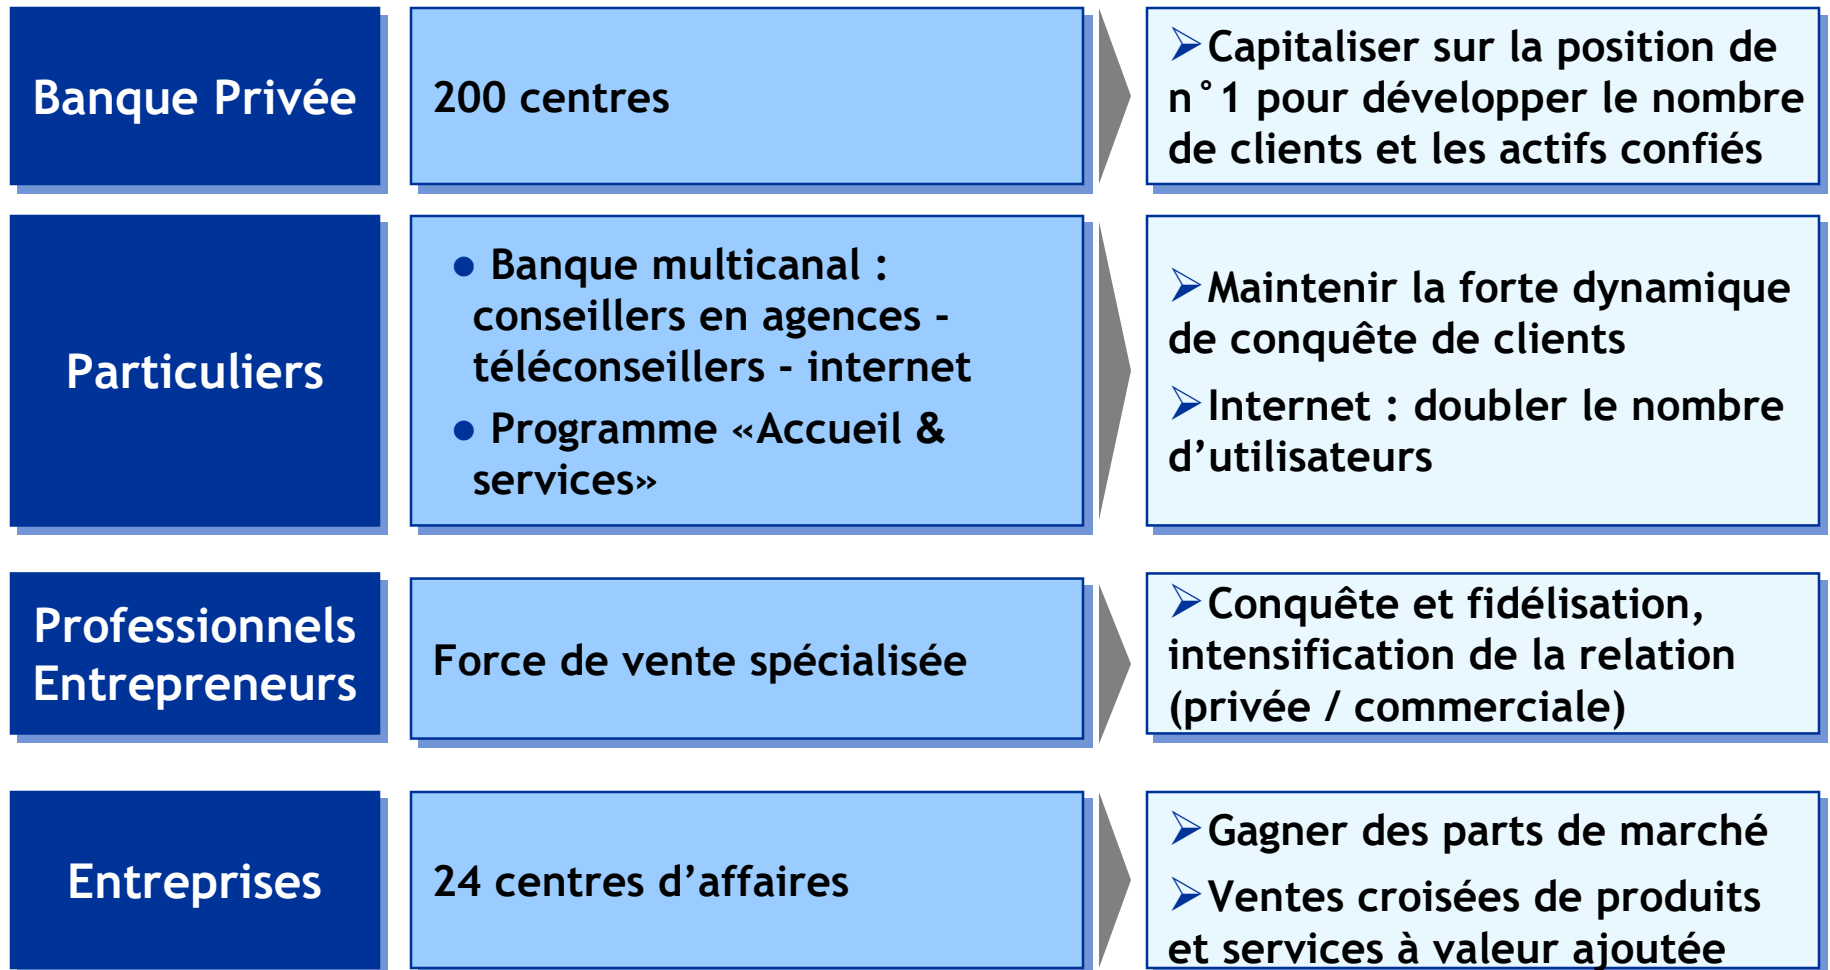 Banque Privée
200 centres
➢Capitaliser sur la position de
n°1 pour développer le nombre
de clients et les actifs confiés
Particuliers
● Banque multicanal :
conseillers en agences -
téléconseillers - internet
● Programme «Accueil &
services»
➢Maintenir la forte dynamique
de conquête de clients
➢Internet : doubler le nombre
d’utilisateurs
Professionnels
Entrepreneurs
Force de vente spécialisée
➢Conquête et fidélisation,
intensification de la relation
(privée / commerciale)
Entreprises
24 centres d’affaires
➢Gagner des parts de marché
➢Ventes croisées de produits
et services à valeur ajoutée